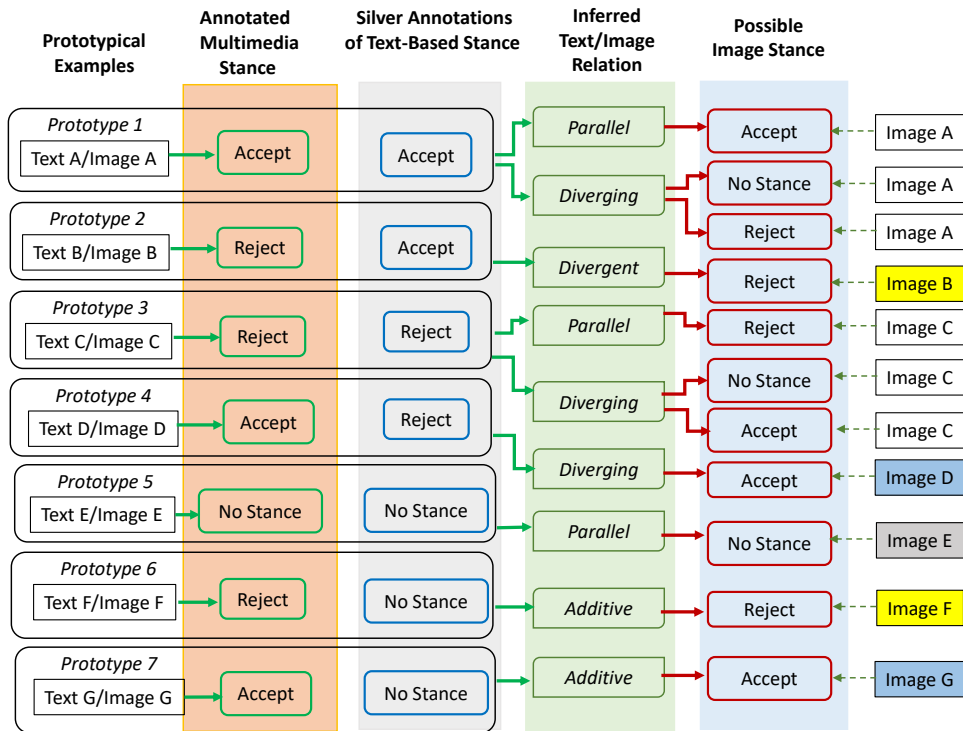 Prototypical
Examples
Annotated
Multimedia
Stance
Silver Annotations
of Text-Based Stance
Inferred
Text/Image
Relation
Possible
Image Stance
Prototype 1
Text A/Image A
Accept
Accept
Parallel
Accept
Image A
Diverging
No Stance
Image A
Reject
Image A
Prototype 2
Text B/Image B
Reject
Accept
Divergent
Reject
Image B
Prototype 3
Text C/Image C
Reject
Reject
Parallel
Reject
Image C
Diverging
No Stance
Image C
Accept
Image C
Prototype 4
Text D/Image D
Accept
Reject
Diverging
Accept
Image D
Prototype 5
Text E/Image E
No Stance
No Stance
Parallel
No Stance
Image E
Prototype 6
Text F/Image F
Reject
No Stance
Additive
Reject
Image F
Prototype 7
Text G/Image G
Accept
No Stance
Additive
Accept
Image G